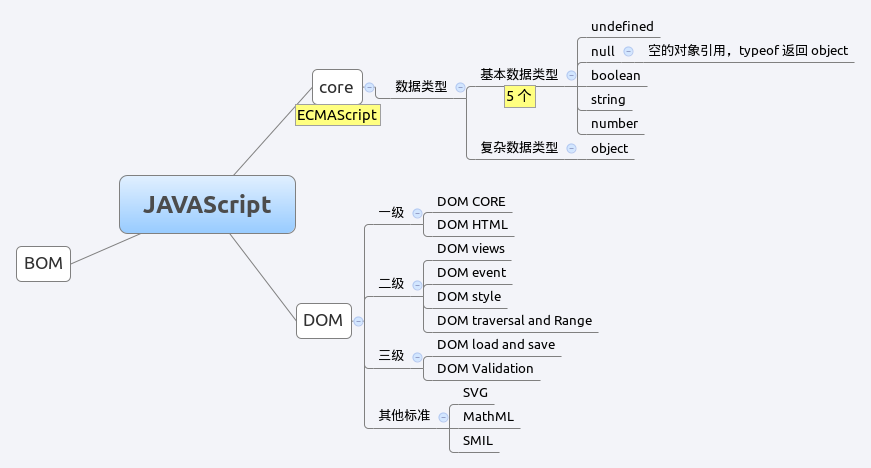 JAVAScript
core
ECMAScript
数据类型
基本数据类型
5 个
undefined
null
空的对象引用，typeof 返回 object
boolean
string
number
复杂数据类型
object
BOM
DOM
一级
DOM CORE
DOM HTML
二级
DOM views
DOM event
DOM style
DOM traversal and Range
三级
DOM load and save
DOM Validation
其他标准
SVG
MathML
SMIL